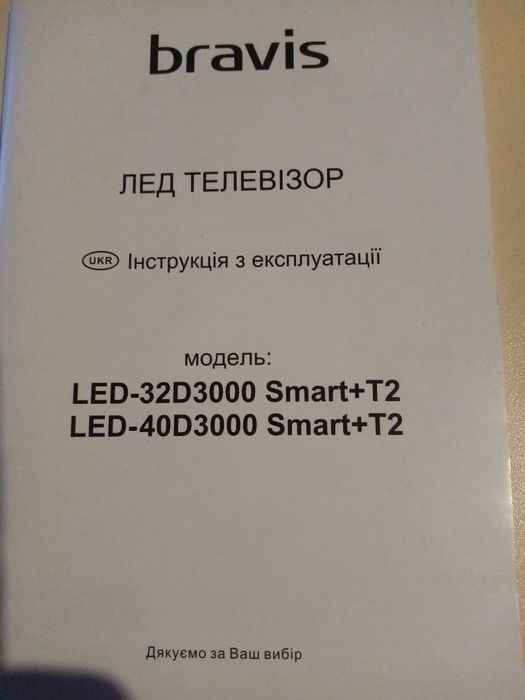 bravis
ЛЕД ТЕЛЕВІЗОР
UKR Інструкція з експлуатації
модель:
LED-32D3000 Smart+T2
LED-40D3000 Smart+T2
Дякуємо за Ваш вибір